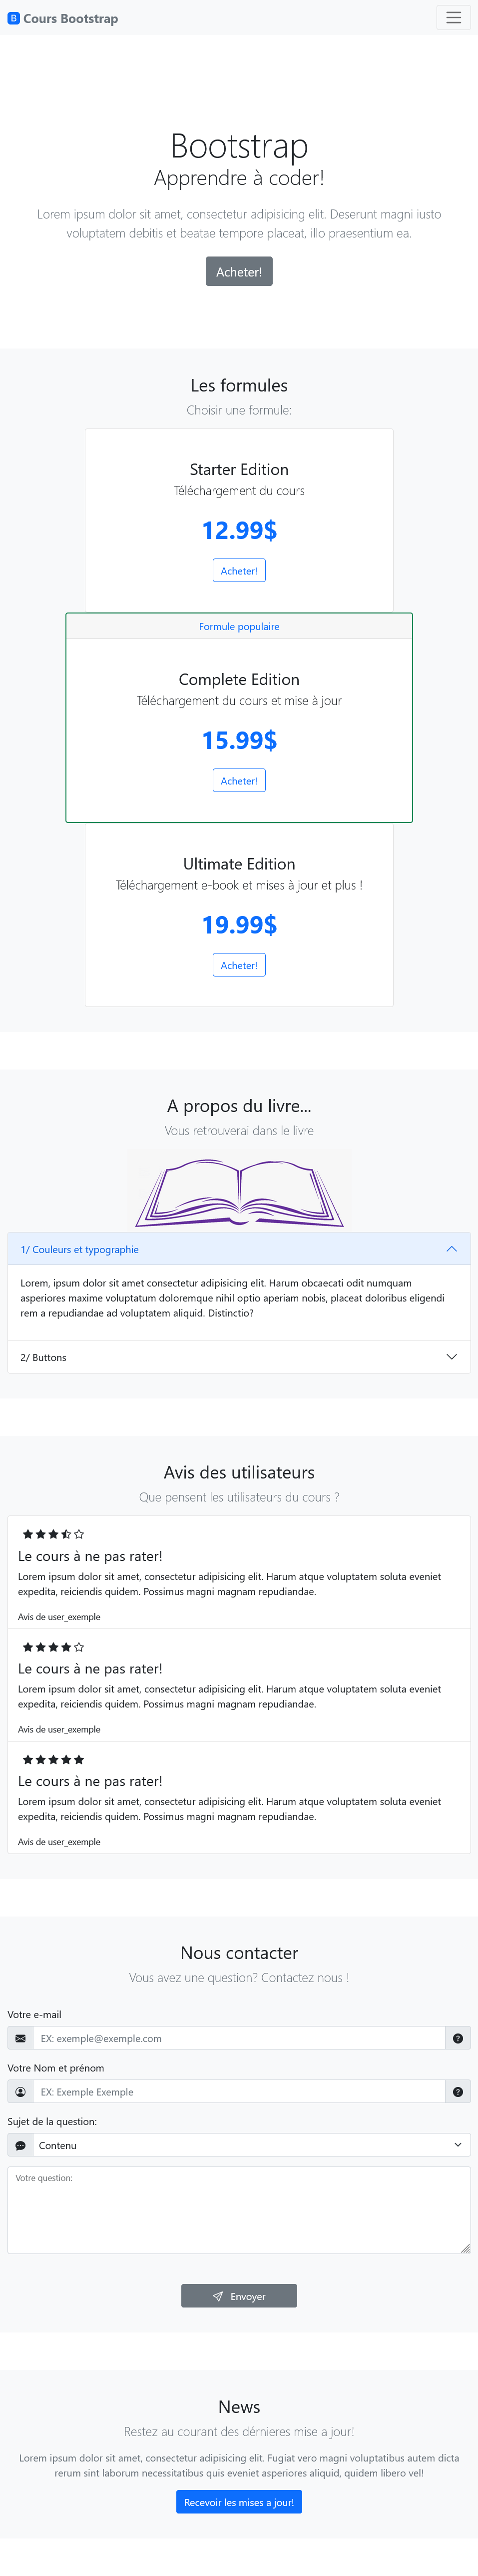 B Cours Bootstrap
Bootstrap
Apprendre à coder!
Lorem ipsum dolor sit amet, consectetur adipisicing elit. Deserunt magni iusto
voluptatem debitis et beatae tempore placeat, illo praesentium ea.
Acheter!
Les formules
Choisir une formule:
Starter Edition
Téléchargement du cours
12.99$
Acheter!
Formule populaire
Complete Edition
Téléchargement du cours et mise à jour
15.99$
Acheter!
Ultimate Edition
Téléchargement e-book et mises à jour et plus !
19.99$
Acheter!
A propos du livre...
Vous retrouverai dans le livre
1/ Couleurs et typographie
Lorem, ipsum dolor sit amet consectetur adipisicing elit. Harum obcaecati odit numquam
asperiores maxime voluptatum doloremque nihil optio aperiam nobis, placeat doloribus eligendi
rem a repudiandae ad voluptatem aliquid. Distinctio?
2/ Buttons
Avis des utilisateurs
Que pensent les utilisateurs du cours ?
Le cours à ne pas rater!
Lorem ipsum dolor sit amet, consectetur adipisicing elit. Harum atque voluptatem soluta eveniet
expedita, reiciendis quidem. Possimus magni magnam repudiandae.
Avis de user_exemple
Le cours à ne pas rater!
Lorem ipsum dolor sit amet, consectetur adipisicing elit. Harum atque voluptatem soluta eveniet
expedita, reiciendis quidem. Possimus magni magnam repudiandae.
Avis de user_exemple
Le cours à ne pas rater!
Lorem ipsum dolor sit amet, consectetur adipisicing elit. Harum atque voluptatem soluta eveniet
expedita, reiciendis quidem. Possimus magni magnam repudiandae.
Avis de user_exemple
Nous contacter
Vous avez une question? Contactez nous !
Votre e-mail
EX: exemple@exemple.com
Votre Nom et prénom
EX: Exemple Exemple
Sujet de la question:
Contenu
Votre question:
Envoyer
News
Restez au courant des dérnieres mise a jour!
Lorem ipsum dolor sit amet, consectetur adipisicing elit. Fugiat vero magni voluptatibus autem dicta
rerum sint laborum necessitatibus quis eveniet asperiores aliquid, quidem libero vel!
Recevoir les mises a jour!